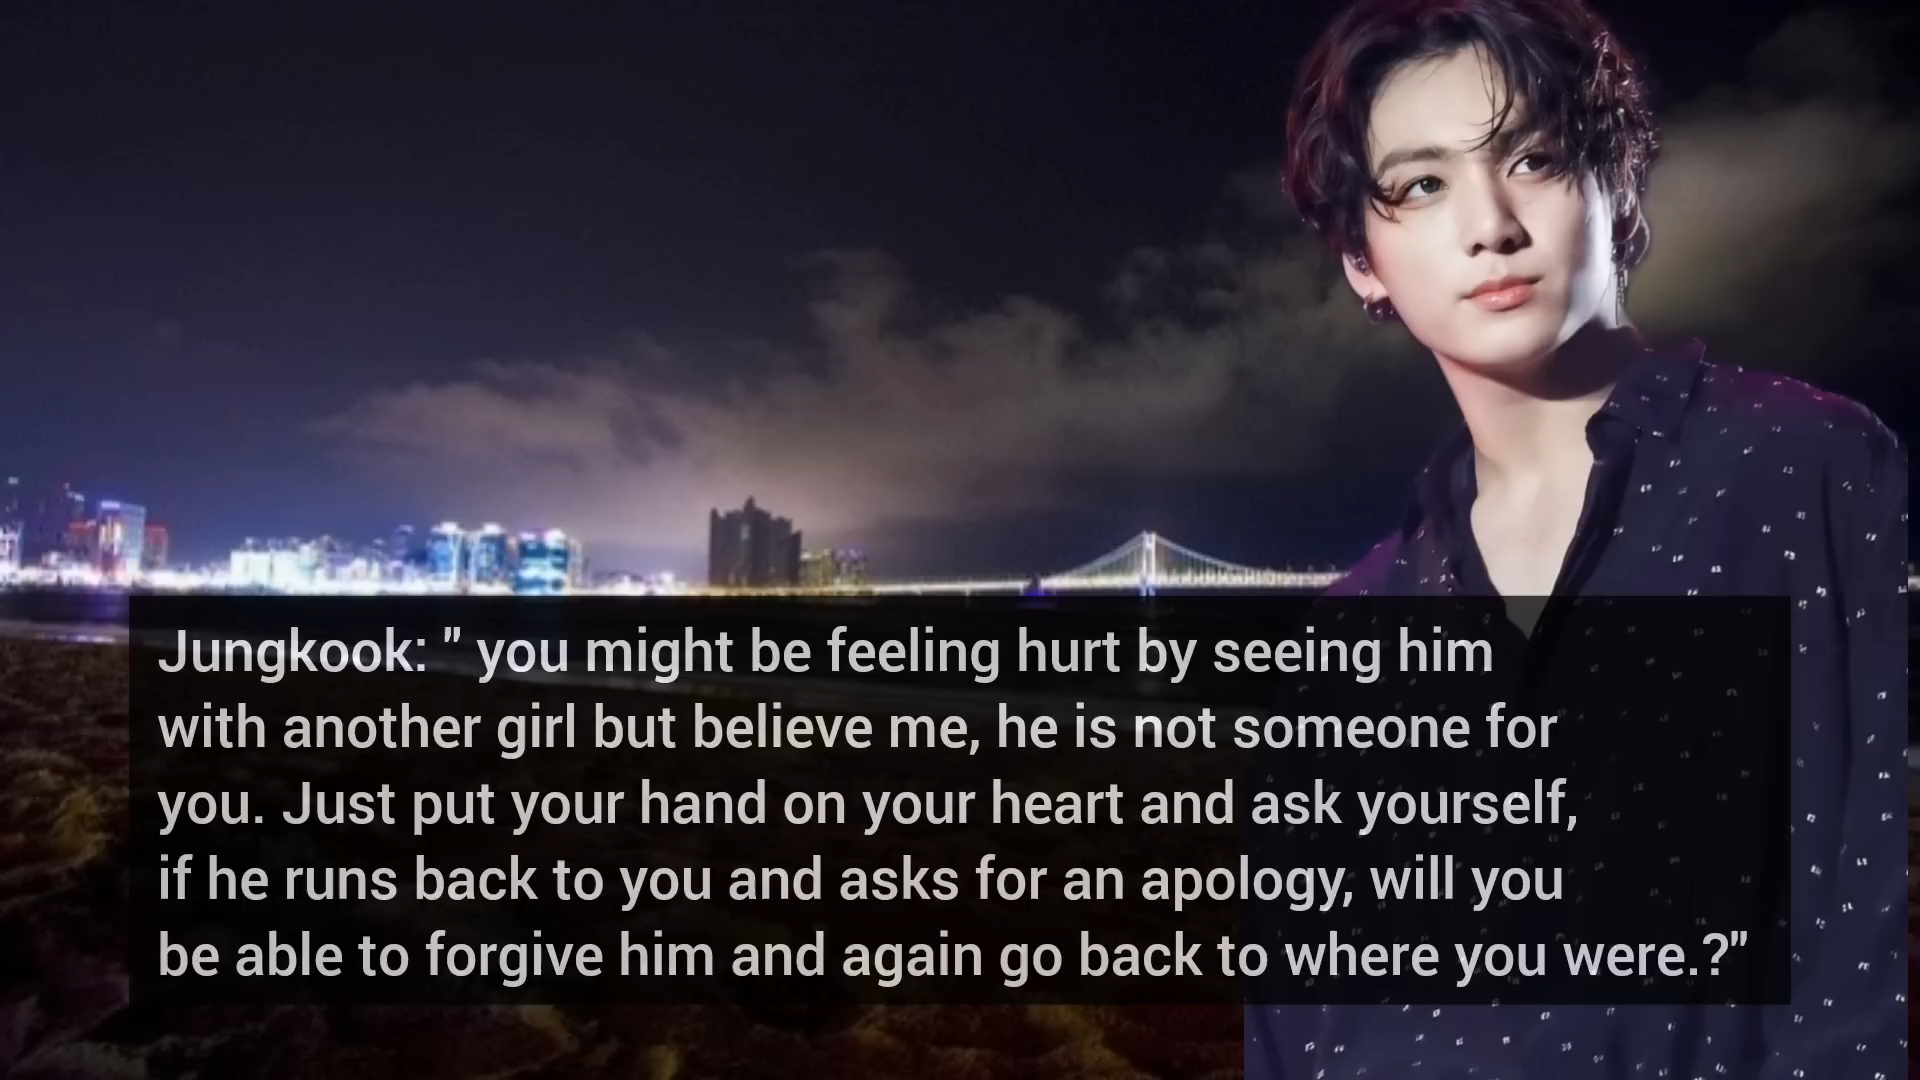 Jungkook: " you might be feeling hurt by seeing him
with another girl but believe me, he is not someone for
you. Just put your hand on your heart and ask yourself,
if he runs back to you and asks for an apology, will you
be able to forgive him and again go back to where you were.?"